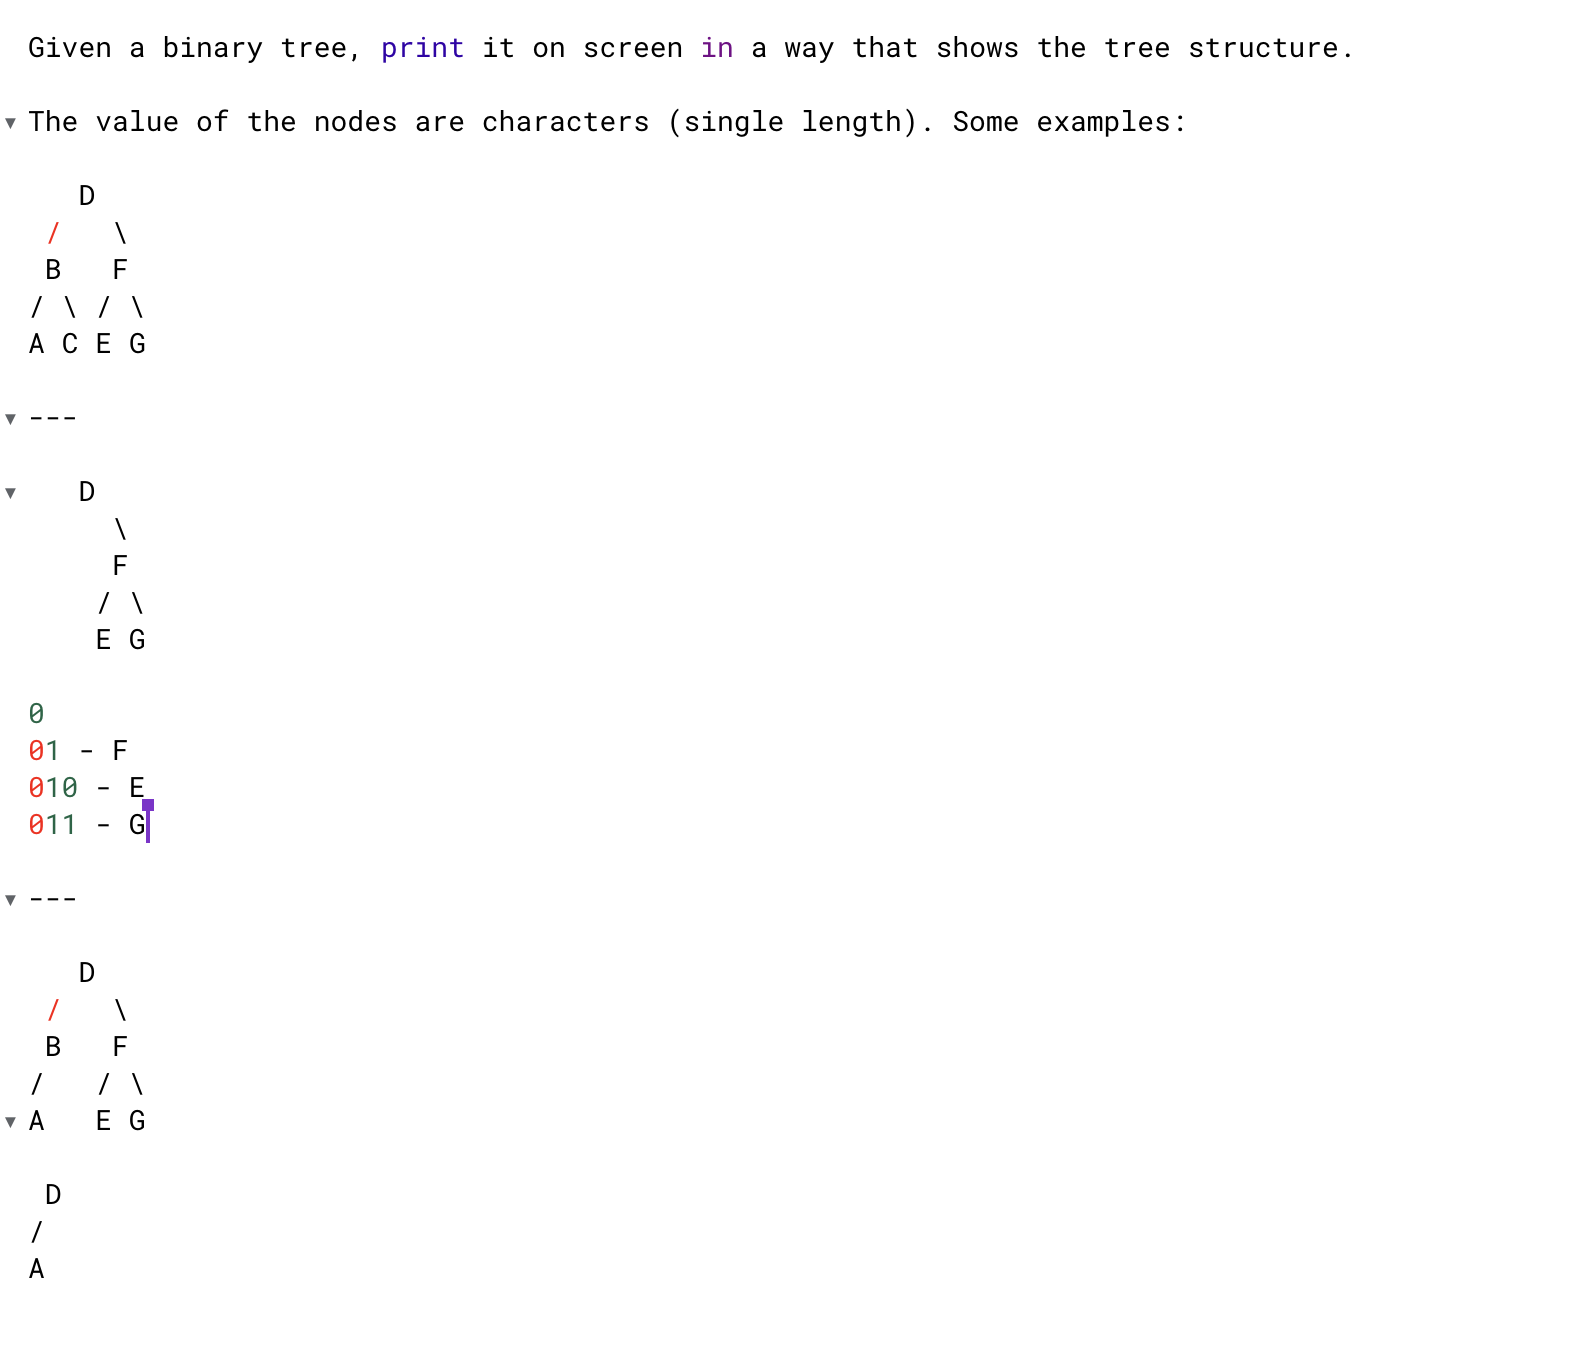 Given a binary tree, print it on screen in a way that shows the tree structure.
The value of the nodes are characters (single length). Some examples:
   D
 /   \
 B   F
/ \ / \
A C E G
---
   D
     \
     F
    / \
    E G
0
01 - F
010 - E
011 - G
---
   D
 /   \
 B   F
/   / \
A   E G
 D
/
A